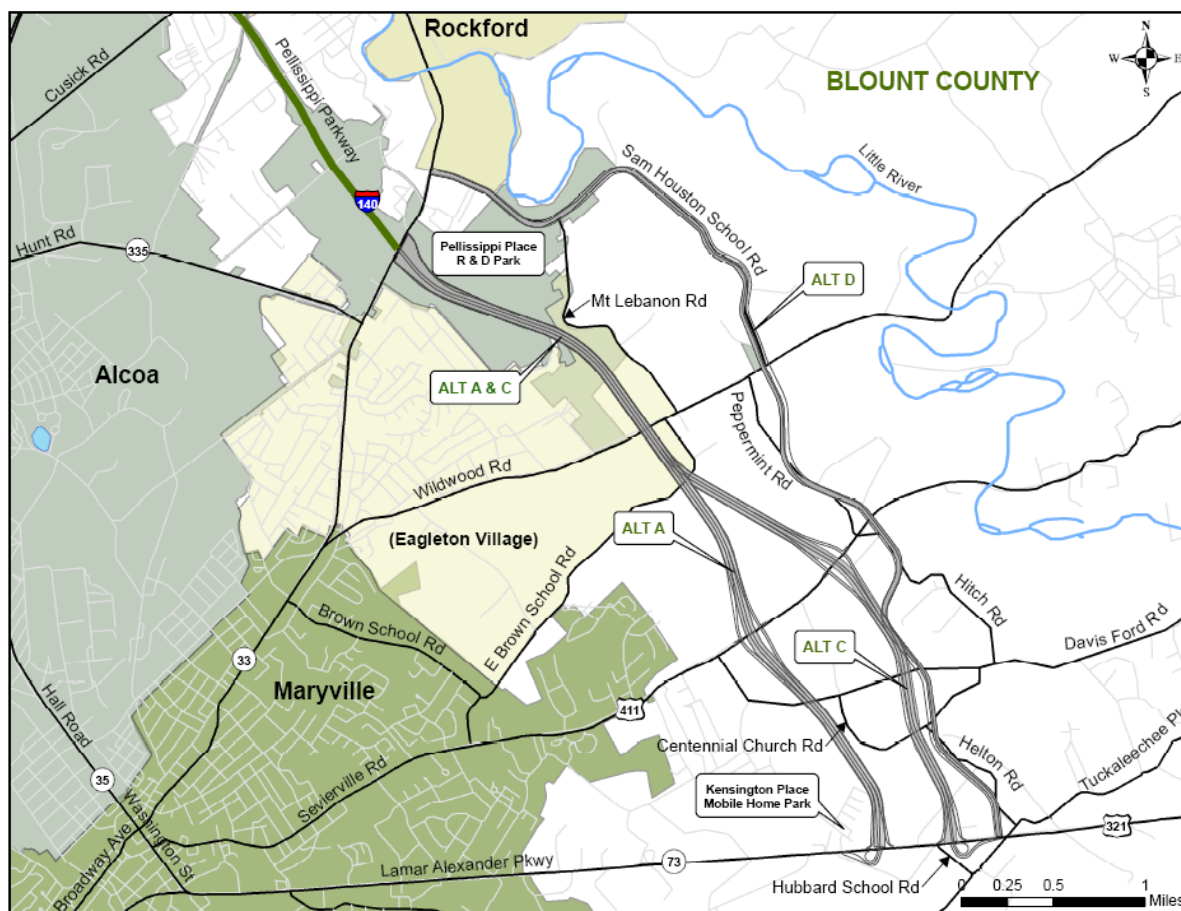 Rockford
N
W E
S
BLOUNT COUNTY
Cusick Rd
Pellissippi Parkway
140
Sam Houston School Rd
Little River
Hunt Rd
335
Pellissippi Place
R & D Park
ALT D
Mt Lebanon Rd
Alcoa
ALT A & C
Peppermint Rd
Wildwood Rd
(Eagleton Village)
ALT A
E Brown School Rd
Brown School Rd
Hitch Rd
Davis Ford Rd
ALT C
33
Maryville
411
Hall Road
Centennial Church Rd
Helton Rd
Tuckaleechee Pi
Sevierville Rd
35
Kensington Place
Mobile Home Park
321
Washington St
Broadway Ave
Lamar Alexander Pkwy
73
Hubbard School Rd
0 0.25 0.5 1
Miles